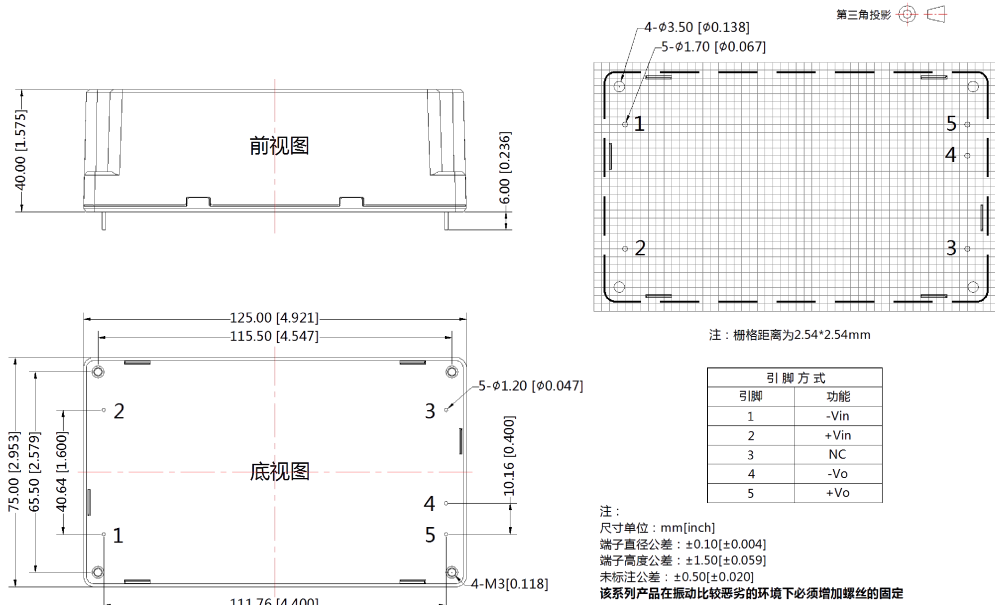 第三角投影
4-Φ3.50 [Φ0.138]
5-Φ1.70 [Φ0.067]
前视图
40.00 [1.575]
6.00 [0.236]
1
5
4
2
3
注：栅格距离为2.54*2.54mm
125.00 [4.921]
115.50 [4.547]
5-Φ1.20 [Φ0.047]
2
3
75.00 [2.953]
65.50 [2.579]
40.64 [1.600]
底视图
10.16 [0.400]
4
1
5
4-M3[0.118]
111.76 [4.400]
引 脚 方 式
引脚 功能
1 -Vin
2 +Vin
3 NC
4 -Vo
5 +Vo
注：
尺寸单位：mm[inch]
端子直径公差：±0.10[±0.004]
端子高度公差：±1.50[±0.059]
未标注公差：±0.50[±0.020]
该系列产品在振动比较恶劣的环境下必须增加螺丝的固定